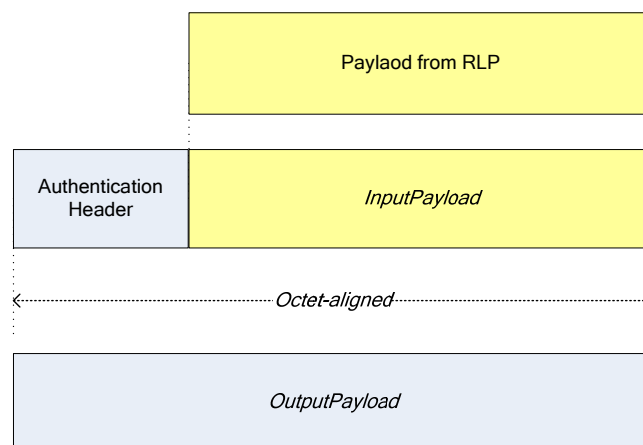 Paylaod from RLP
Authentication
Header
InputPayload
Octet-aligned
OutputPayload